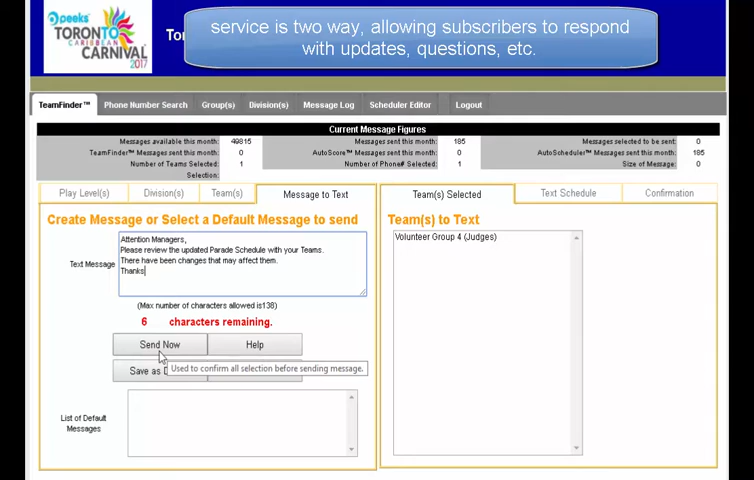 service is two way, allowing subscribers to respond
with updates, questions, etc.
peeks
TORONTO
CARIBBEAN
CARNIVAL
2017
TeamFinder™
Phone Number Search
Group(s)
Division(s)
Message Log
Scheduler Editor
Logout
Current Message Figures
Messages available this month: 49815
Messages sent this month: 185
Messages selected to be sent: 0
TeamFinder™ Messages sent this month: 0
AutoScore™ Messages sent this month: 0
AutoScheduler™ Messages sent this month: 185
Number of Teams Selected: 1
Number of Phone# Selected: 1
Size of Message: 0
Selection:
Play Level(s)
Division(s)
Team(s)
Message to Text
Team(s) Selected
Text Schedule
Confirmation
Create Message or Select a Default Message to send
Team(s) to Text
Text Message
Attention Managers,
Please review the updated Parade Schedule with your Teams.
There have been changes that may affect them.
Thanks
Volunteer Group 4 (Judges)
(Max number of characters allowed is138)
6 characters remaining.
Send Now
Help
Save as D
Used to confirm all selection before sending message.
List of Default
Messages